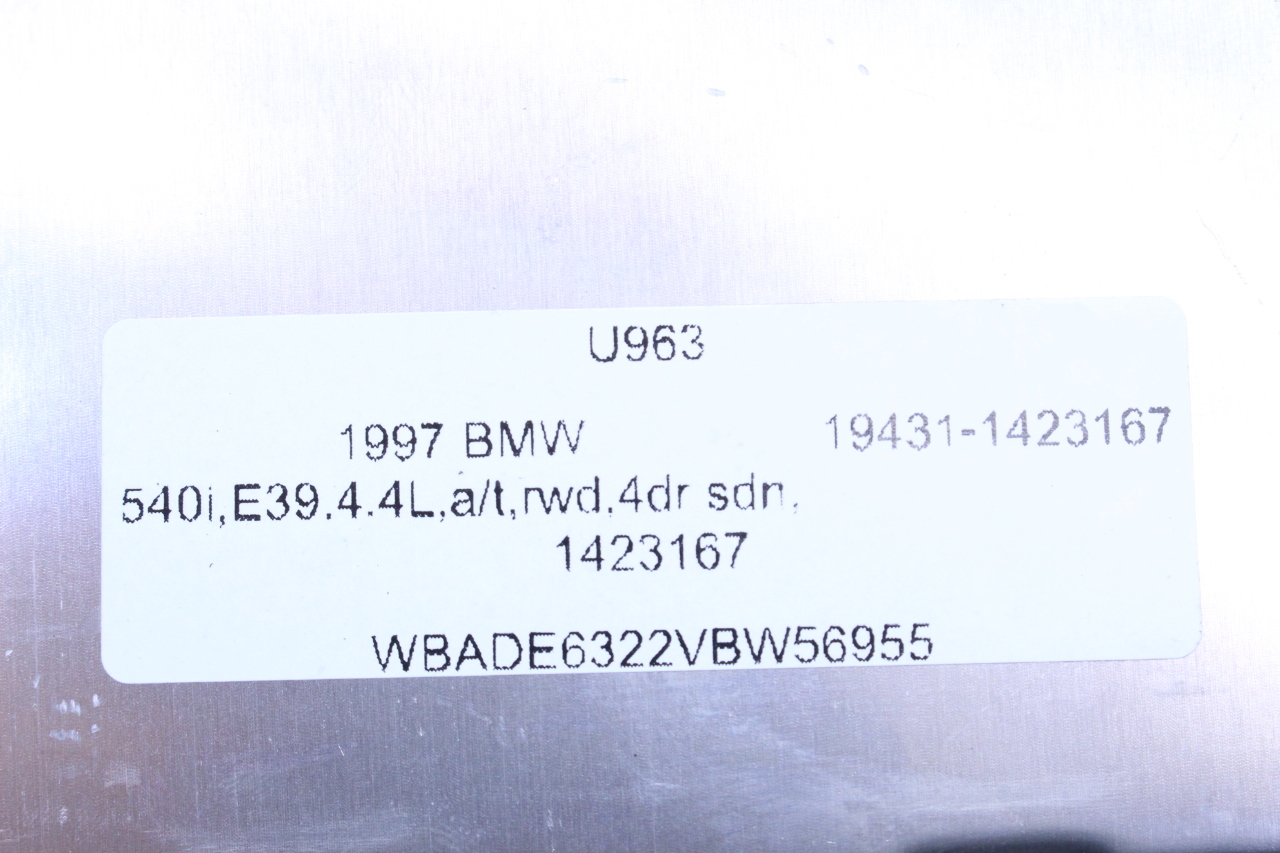 U963
1997 BMW 19431-1423167
540i,E39,4.4L,a/t,rwd,4dr sdn,
1423167
WBADE6322VBW56955